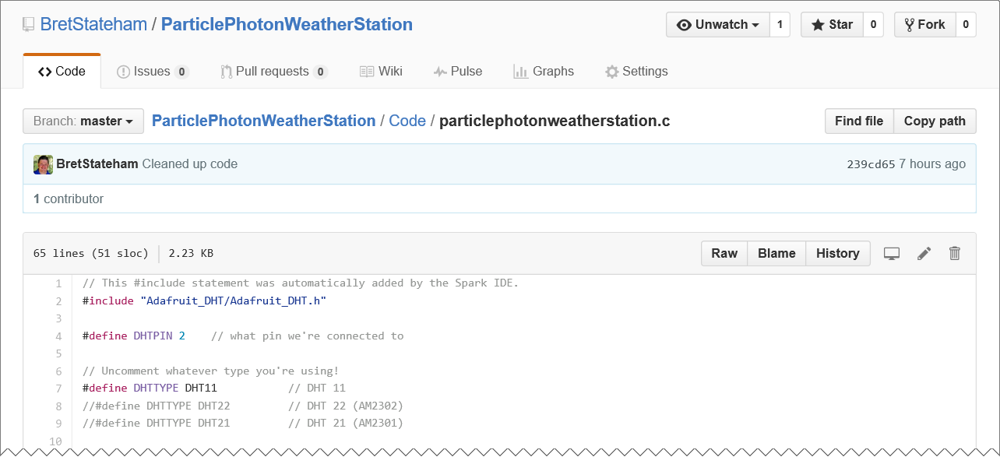 BretStateham / ParticlePhotonWeatherStation
Unwatch 1 Star 0 Fork 0
Code Issues 0 Pull requests 0 Wiki Pulse Graphs Settings
Branch: master ParticlePhotonWeatherStation / Code / particlephotonweatherstation.c Find file Copy path
BretStateham Cleaned up code 239cd65 7 hours ago
1 contributor
65 lines (51 sloc) 2.23 KB Raw Blame History
1 // This #include statement was automatically added by the Spark IDE.
2 #include "Adafruit_DHT/Adafruit_DHT.h"
3
4 #define DHTPIN 2    // what pin we're connected to
5
6 // Uncomment whatever type you're using!
7 #define DHTTYPE DHT11           // DHT 11
8 //#define DHTTYPE DHT22         // DHT 22 (AM2302)
9 //#define DHTTYPE DHT21         // DHT 21 (AM2301)
10